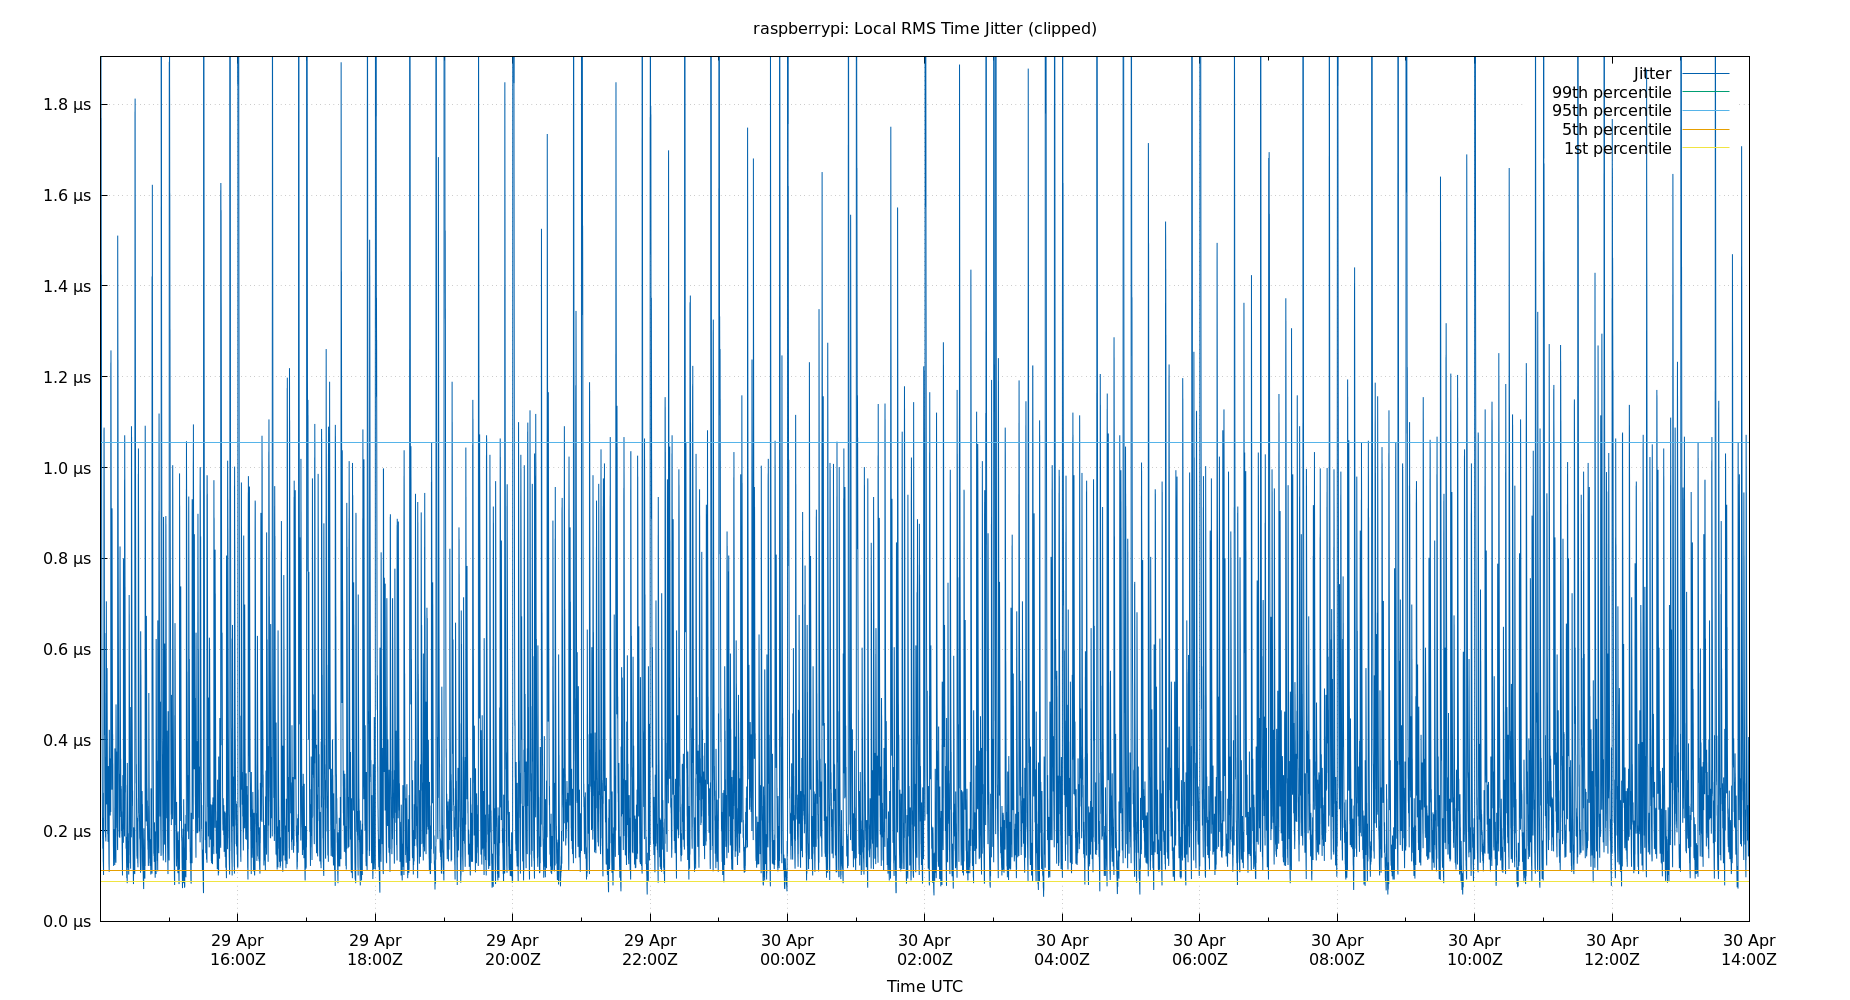 raspberrypi: Local RMS Time Jitter (clipped)
Jitter
99th percentile
95th percentile
5th percentile
1st percentile
1.8 μs
1.6 μs
1.4 μs
1.2 μs
1.0 μs
0.8 μs
0.6 μs
0.4 μs
0.2 μs
0.0 μs
29 Apr 29 Apr 29 Apr 29 Apr 30 Apr 30 Apr 30 Apr 30 Apr 30 Apr 30 Apr 30 Apr 30 Apr
16:00Z 18:00Z 20:00Z 22:00Z 00:00Z 02:00Z 04:00Z 06:00Z 08:00Z 10:00Z 12:00Z 14:00Z
Time UTC